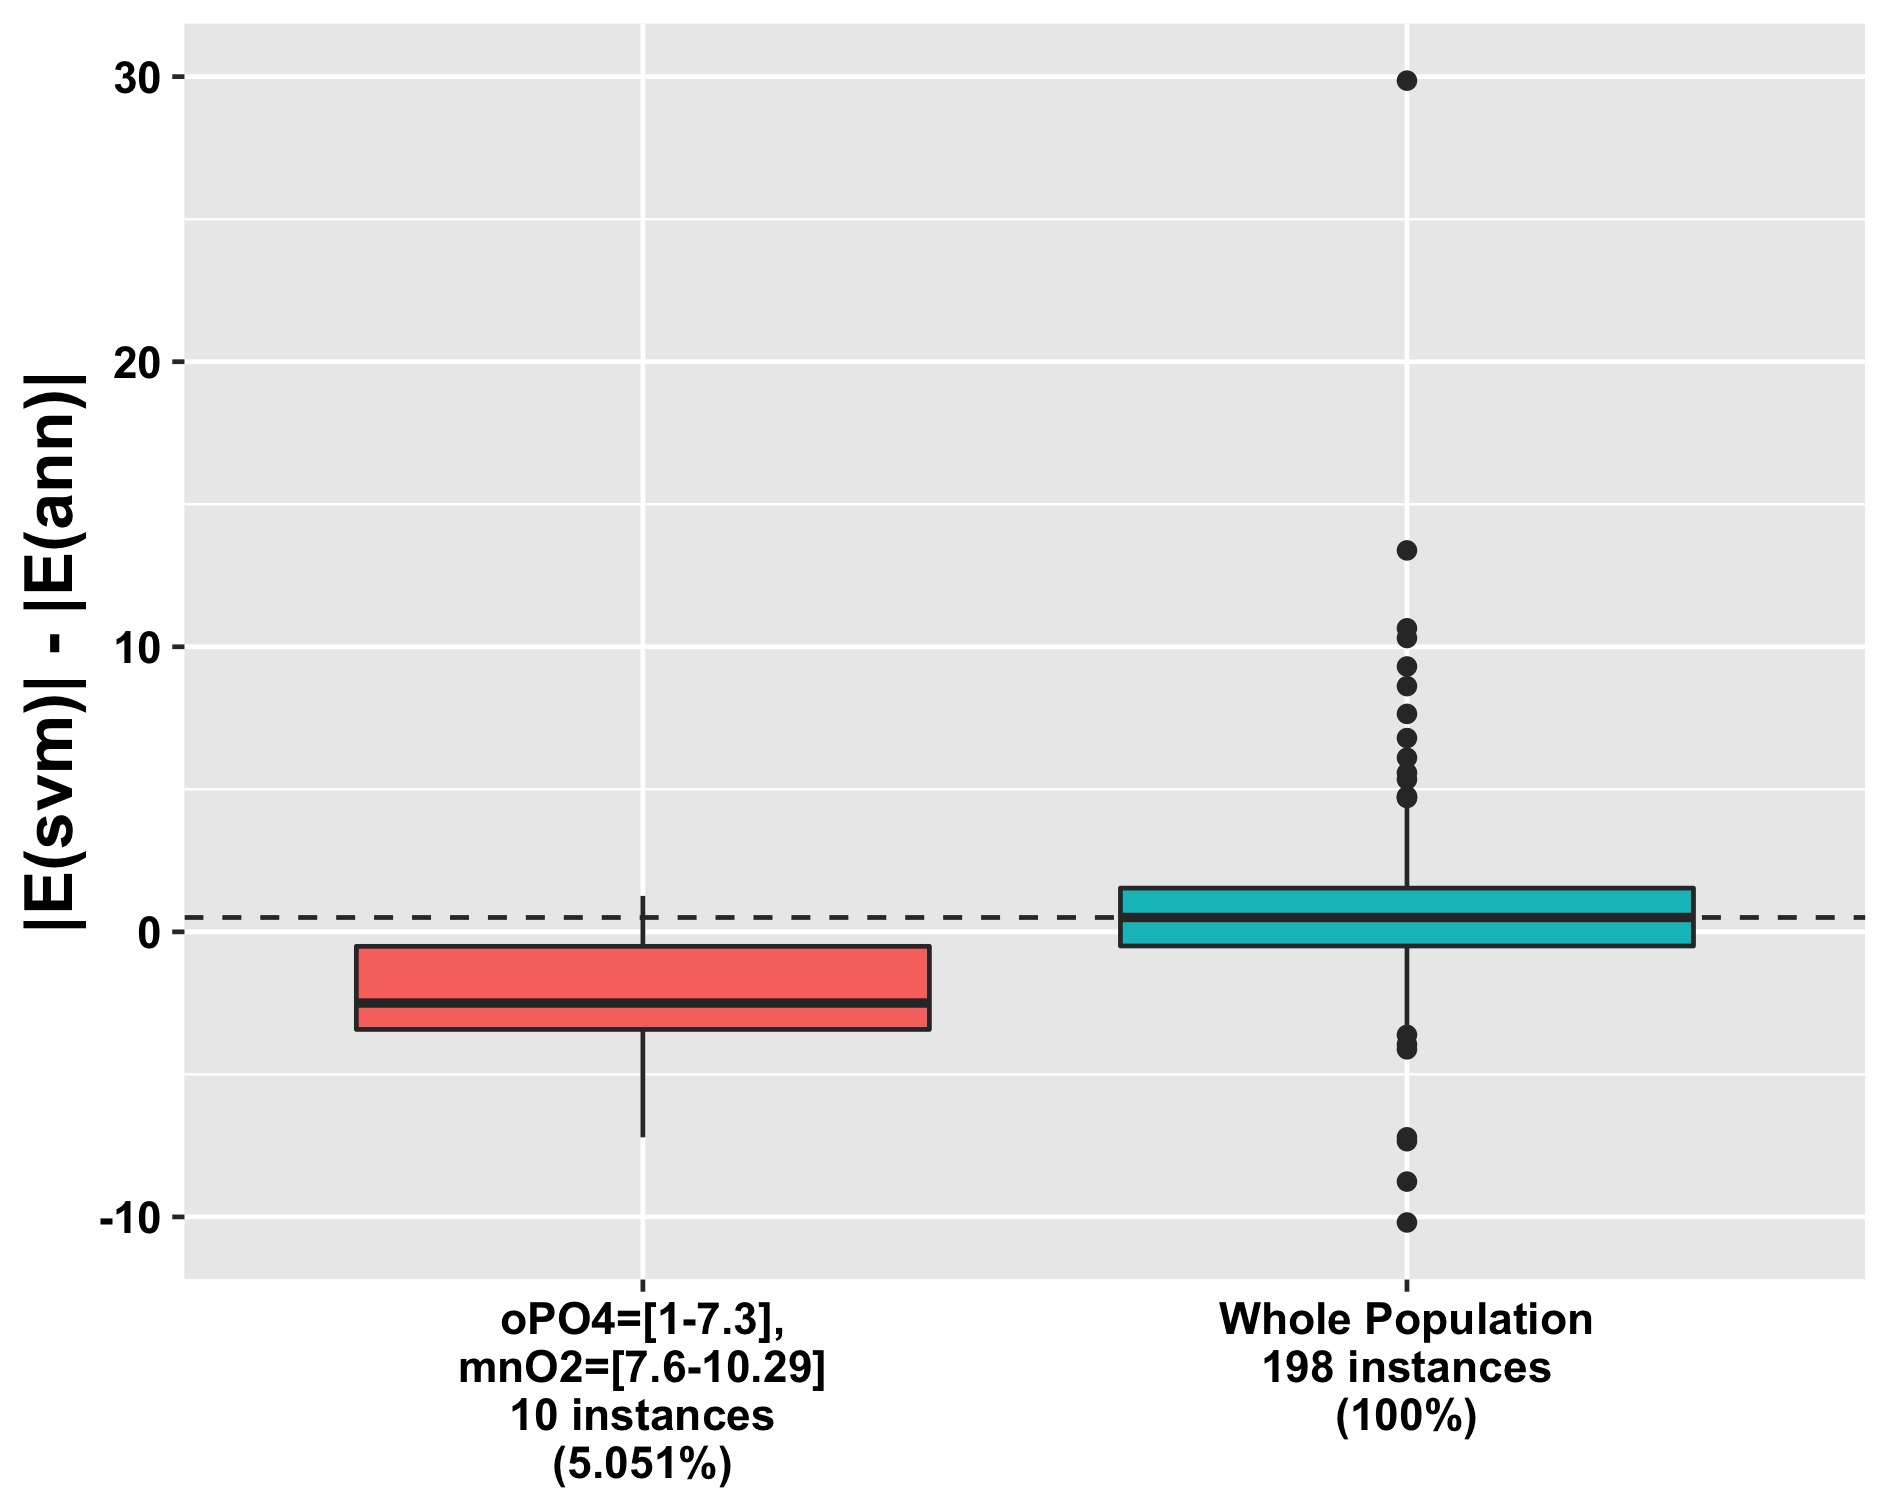 |E(svm)| - |E(ann)|
30
20
10
0
-10
oPO4=[1-7.3],
mnO2=[7.6-10.29]
10 instances
(5.051%)
Whole Population
198 instances
(100%)